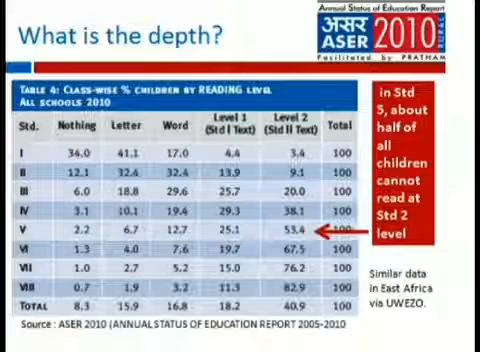 What is the depth?
Annual Status of Education Report
असर
ASER 2010 RURAL
Facilitated by PRATHAM
TABLE 4: CLASS-WISE % CHILDREN BY READING LEVEL
ALL SCHOOLS 2010
Std. Nothing Letter Word Level 1 (Std I Text) Level 2 (Std II Text) Total
I 34.0 41.1 17.0 4.4 3.4 100
II 12.1 32.4 32.4 13.9 9.1 100
III 6.0 18.8 29.6 25.7 20.0 100
IV 3.1 10.1 19.4 29.3 38.1 100
V 2.2 6.7 12.7 25.1 53.4 100
VI 1.3 4.0 7.6 19.7 67.5 100
VII 1.0 2.7 5.2 15.0 76.2 100
VIII 0.7 1.9 3.2 11.3 82.9 100
TOTAL 8.3 15.9 16.8 18.2 40.9 100
in Std
5, about
half of
all
children
cannot
read at
Std 2
level
Similar data
in East Africa
via UWEZO.
Source : ASER 2010 (ANNUAL STATUS OF EDUCATION REPORT 2005-2010